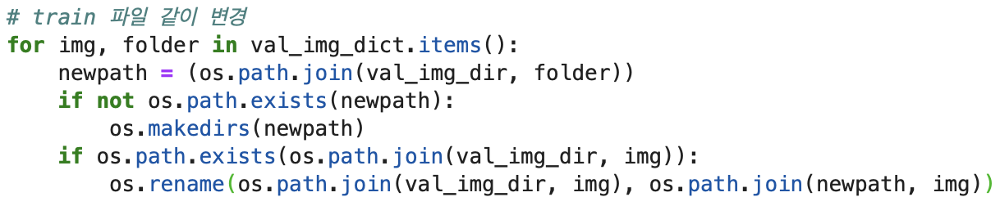 # train 파일 같이 변경
for img, folder in val_img_dict.items():
    newpath = (os.path.join(val_img_dir, folder))
    if not os.path.exists(newpath):
        os.makedirs(newpath)
    if os.path.exists(os.path.join(val_img_dir, img)):
        os.rename(os.path.join(val_img_dir, img), os.path.join(newpath, img))